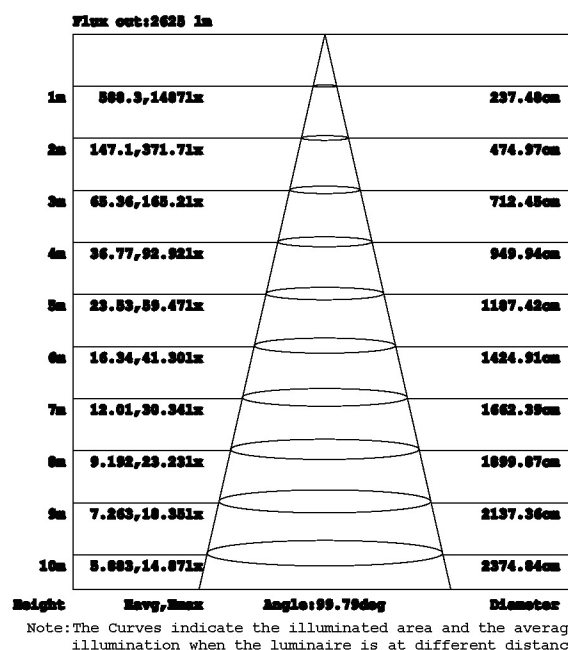 Flux out:2625 lm
1m 588.3,1487lx 237.48cm
2m 147.1,371.7lx 474.97cm
3m 65.36,165.2lx 712.45cm
4m 36.77,92.92lx 949.94cm
5m 23.53,59.47lx 1187.42cm
6m 16.34,41.30lx 1424.91cm
7m 12.01,30.34lx 1662.39cm
8m 9.192,23.23lx 1899.87cm
9m 7.263,18.35lx 2137.36cm
10m 5.883,14.87lx 2374.84cm
Height Eavg,Emax Angle:99.79deg Diameter
Note:The Curves indicate the illuminated area and the averag
illumination when the luminaire is at different distanc